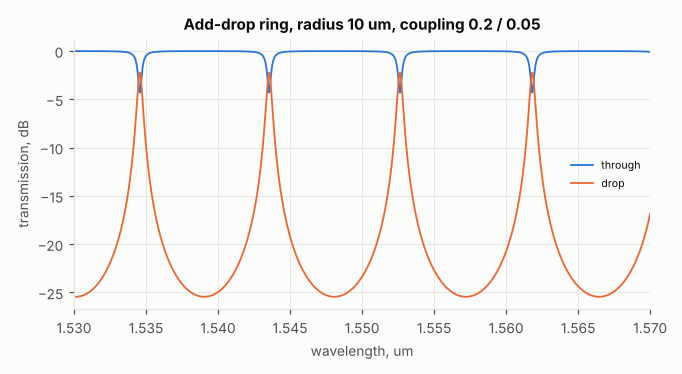 Add-drop ring, radius 10 um, coupling 0.2 / 0.05
transmission, dB
0
−5
−10
−15
−20
−25
through
drop
1.530 1.535 1.540 1.545 1.550 1.555 1.560 1.565 1.570
wavelength, um